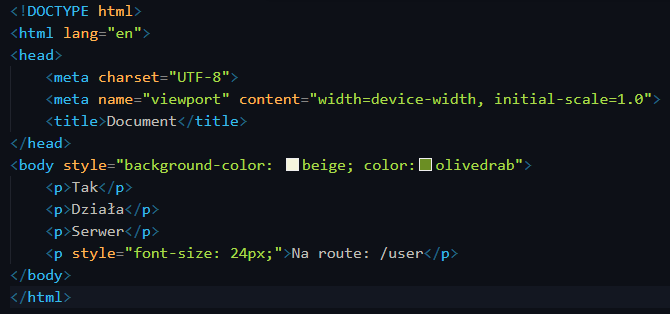 <!DOCTYPE html>
<html lang="en">
<head>
    <meta charset="UTF-8">
    <meta name="viewport" content="width=device-width, initial-scale=1.0">
    <title>Document</title>
</head>
<body style="background-color: beige; color:olivedrab">
    <p>Tak</p>
    <p>Działa</p>
    <p>Serwer</p>
    <p style="font-size: 24px;">Na route: /user</p>
</body>
</html>